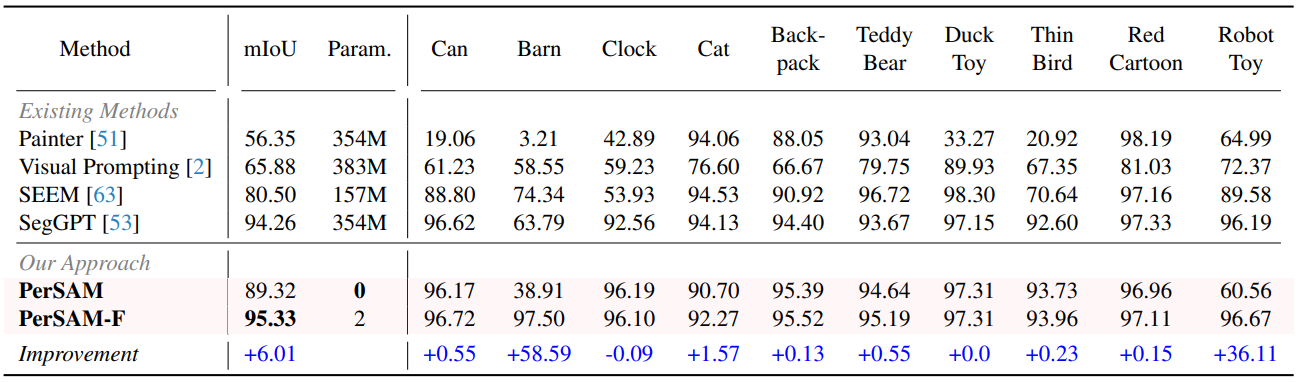 Method mIoU Param. Can Barn Clock Cat Back-pack Teddy Bear Duck Toy Thin Bird Red Cartoon Robot Toy
Existing Methods
Painter [51] 56.35 354M 19.06 3.21 42.89 94.06 88.05 93.04 33.27 20.92 98.19 64.99
Visual Prompting [2] 65.88 383M 61.23 58.55 59.23 76.60 66.67 79.75 89.93 67.35 81.03 72.37
SEEM [63] 80.50 157M 88.80 74.34 53.93 94.53 90.92 96.72 98.30 70.64 97.16 89.58
SegGPT [53] 94.26 354M 96.62 63.79 92.56 94.13 94.40 93.67 97.15 92.60 97.33 96.19
Our Approach
PerSAM 89.32 0 96.17 38.91 96.19 90.70 95.39 94.64 97.31 93.73 96.96 60.56
PerSAM-F 95.33 2 96.72 97.50 96.10 92.27 95.52 95.19 97.31 93.96 97.11 96.67
Improvement +6.01 +0.55 +58.59 -0.09 +1.57 +0.13 +0.55 +0.0 +0.23 +0.15 +36.11